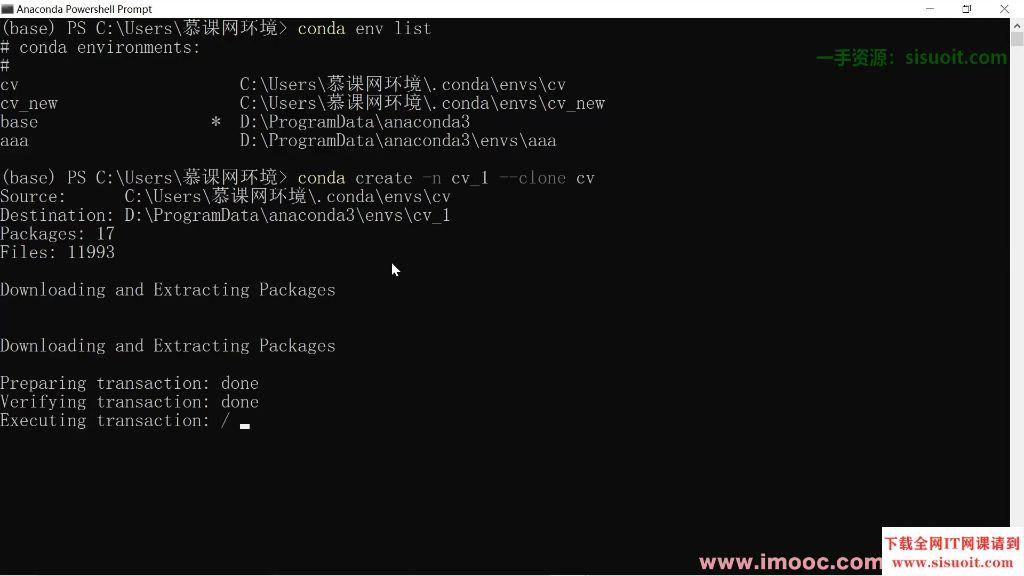 Anaconda Powershell Prompt
(base) PS C:\Users\慕课网环境> conda env list
# conda environments:
#
一手资源：sisuoit.com
cv                       C:\Users\慕课网环境\.conda\envs\cv
cv_new                   C:\Users\慕课网环境\.conda\envs\cv_new
base                  *  D:\ProgramData\anaconda3
aaa                      D:\ProgramData\anaconda3\envs\aaa
(base) PS C:\Users\慕课网环境> conda create -n cv_1 --clone cv
Source:      C:\Users\慕课网环境\.conda\envs\cv
Destination: D:\ProgramData\anaconda3\envs\cv_1
Packages: 17
Files: 11993
Downloading and Extracting Packages
Downloading and Extracting Packages
Preparing transaction: done
Verifying transaction: done
Executing transaction: /
www.imooc.com
下载全网IT网课请到
www.sisuoit.com